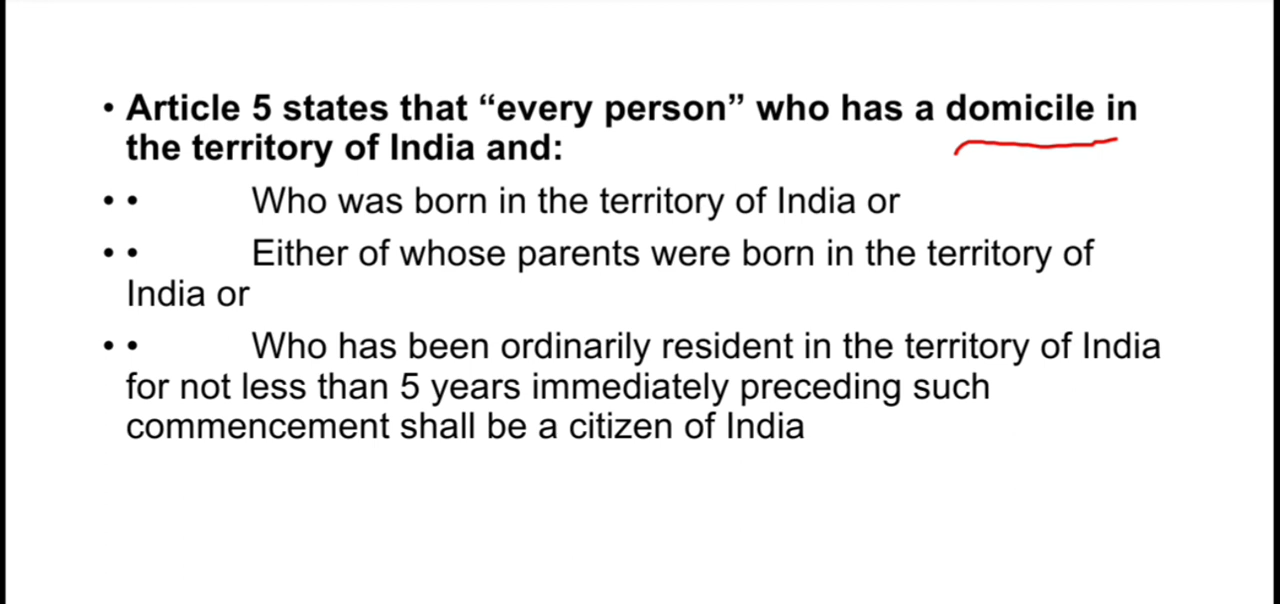 • Article 5 states that “every person” who has a domicile in
the territory of India and:
• • Who was born in the territory of India or
• • Either of whose parents were born in the territory of
India or
• • Who has been ordinarily resident in the territory of India
for not less than 5 years immediately preceding such
commencement shall be a citizen of India